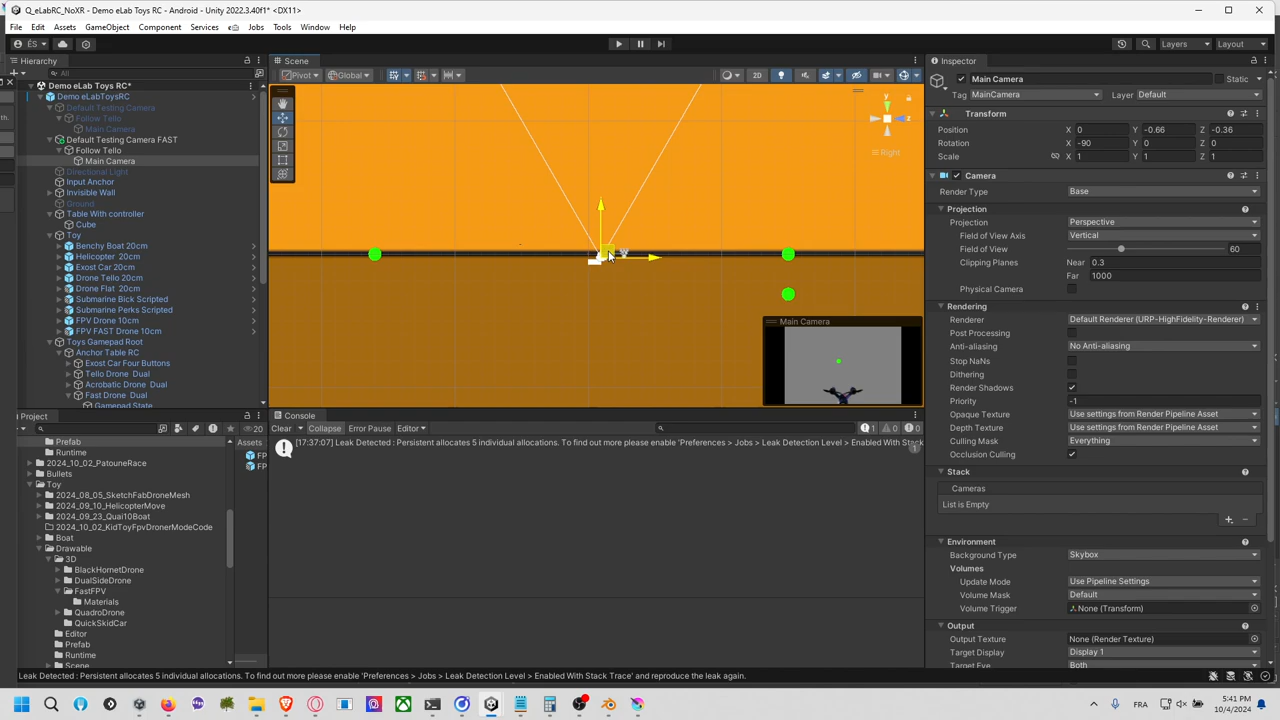 Q_eLabRC_NoXR - Demo eLab Toys RC - Android - Unity 2022.3.40f1* <DX11>
File Edit Assets GameObject Component Services Jobs Tools Window Help
ÉS Layers Layout
Hierarchy
All
Demo eLab Toys RC*
Demo eLabToysRC
Default Testing Camera
Follow Tello
Main Camera
Default Testing Camera FAST
Follow Tello
Main Camera
Directional Light
Input Anchor
Invisible Wall
Ground
Table With controller
Cube
Toy
Benchy Boat 20cm
Helicopter 20cm
Exost Car 20cm
Drone Tello 20cm
Drone Flat 20cm
Submarine Bick Scripted
Submarine Perks Scripted
FPV Drone 10cm
FPV FAST Drone 10cm
Toys Gamepad Root
Anchor Table RC
Exost Car Four Buttons
Tello Drone Dual
Acrobatic Drone Dual
Fast Drone Dual
Gamepad State
Scene
Pivot Global 2D
y
z
Right
Main Camera
Inspector
Main Camera Static
Tag MainCamera Layer Default
Transform
Position X 0 Y -0.66 Z -0.36
Rotation X -90 Y 0 Z 0
Scale X 1 Y 1 Z 1
Camera
Render Type Base
Projection
Projection Perspective
Field of View Axis Vertical
Field of View 60
Clipping Planes Near 0.3
Far 1000
Physical Camera
Rendering
Renderer Default Renderer (URP-HighFidelity-Renderer)
Post Processing
Anti-aliasing No Anti-aliasing
Stop NaNs
Dithering
Render Shadows
Priority -1
Opaque Texture Use settings from Render Pipeline Asset
Depth Texture Use settings from Render Pipeline Asset
Culling Mask Everything
Occlusion Culling
Stack
Cameras
List is Empty
Environment
Background Type Skybox
Volumes
Update Mode Use Pipeline Settings
Volume Mask Default
Volume Trigger None (Transform)
Output
Output Texture None (Render Texture)
Target Display Display 1
Target Eye Both
Project
20
Prefab
Runtime
2024_10_02_PatouneRace
Bullets
Toy
2024_08_05_SketchFabDroneMesh
2024_09_10_HelicopterMove
2024_09_23_Quai10Boat
2024_10_02_KidToyFpvDronerModeCode
Boat
Drawable
3D
BlackHornetDrone
DualSideDrone
FastFPV
Materials
QuadroDrone
QuickSkidCar
Editor
Prefab
Runtime
Scene
Assets
FP
FP
Console
Clear Collapse Error Pause Editor 1 0 0
[17:37:07] Leak Detected : Persistent allocates 5 individual allocations. To find out more please enable 'Preferences > Jobs > Leak Detection Level > Enabled With Stack
1
Leak Detected : Persistent allocates 5 individual allocations. To find out more please enable 'Preferences > Jobs > Leak Detection Level > Enabled With Stack Trace' and reproduce the leak again.
FRA 5:41 PM
10/4/2024